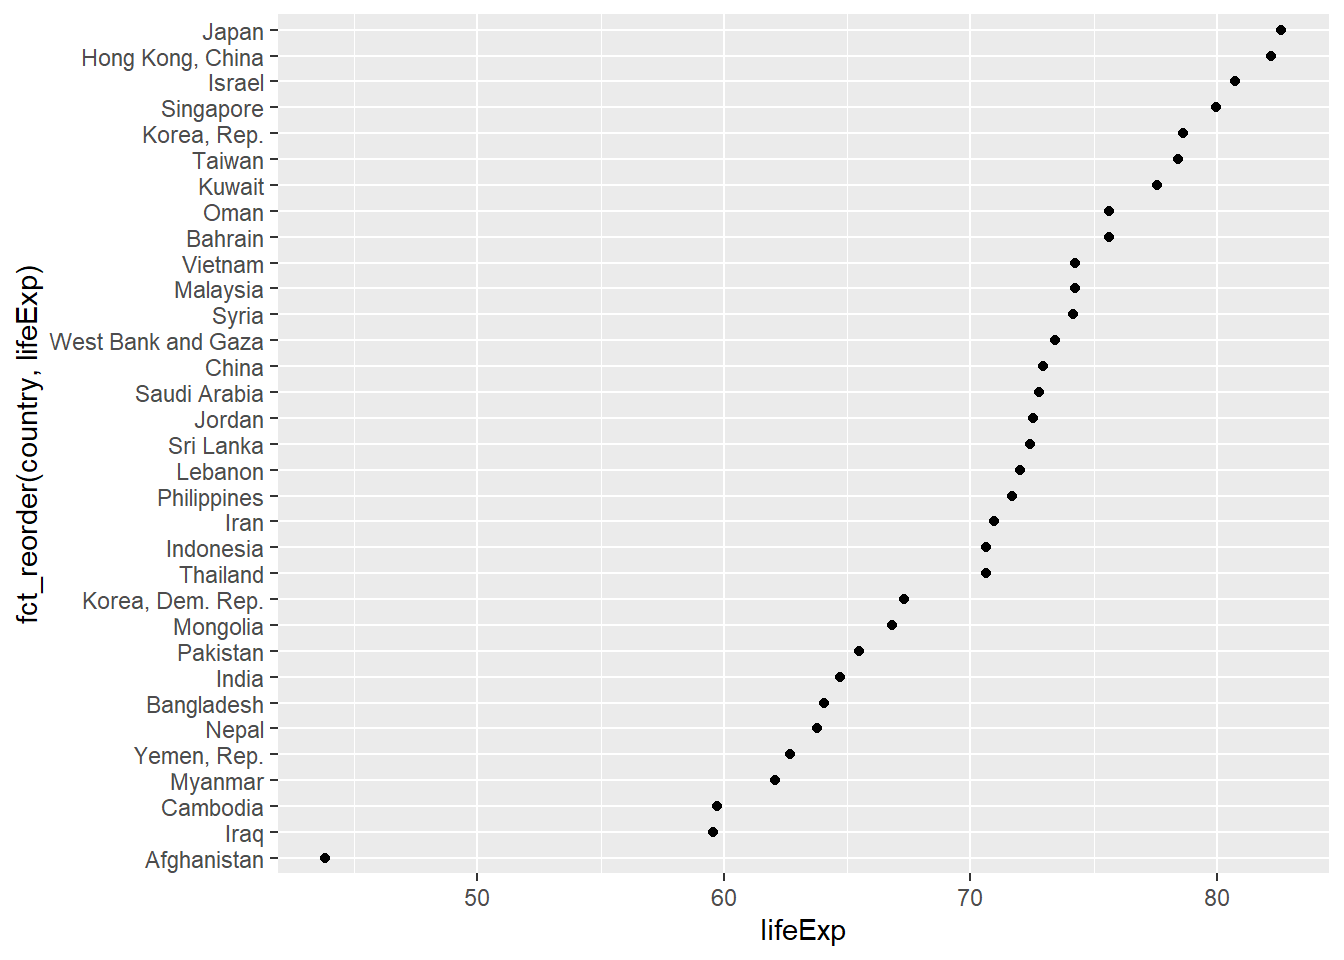 Japan
Hong Kong, China
Israel
Singapore
Korea, Rep.
Taiwan
Kuwait
Oman
Bahrain
Vietnam
Malaysia
Syria
West Bank and Gaza
China
Saudi Arabia
Jordan
Sri Lanka
Lebanon
Philippines
Iran
Indonesia
Thailand
Korea, Dem. Rep.
Mongolia
Pakistan
India
Bangladesh
Nepal
Yemen, Rep.
Myanmar
Cambodia
Iraq
Afghanistan
fct_reorder(country, lifeExp)
50 60 70 80
lifeExp